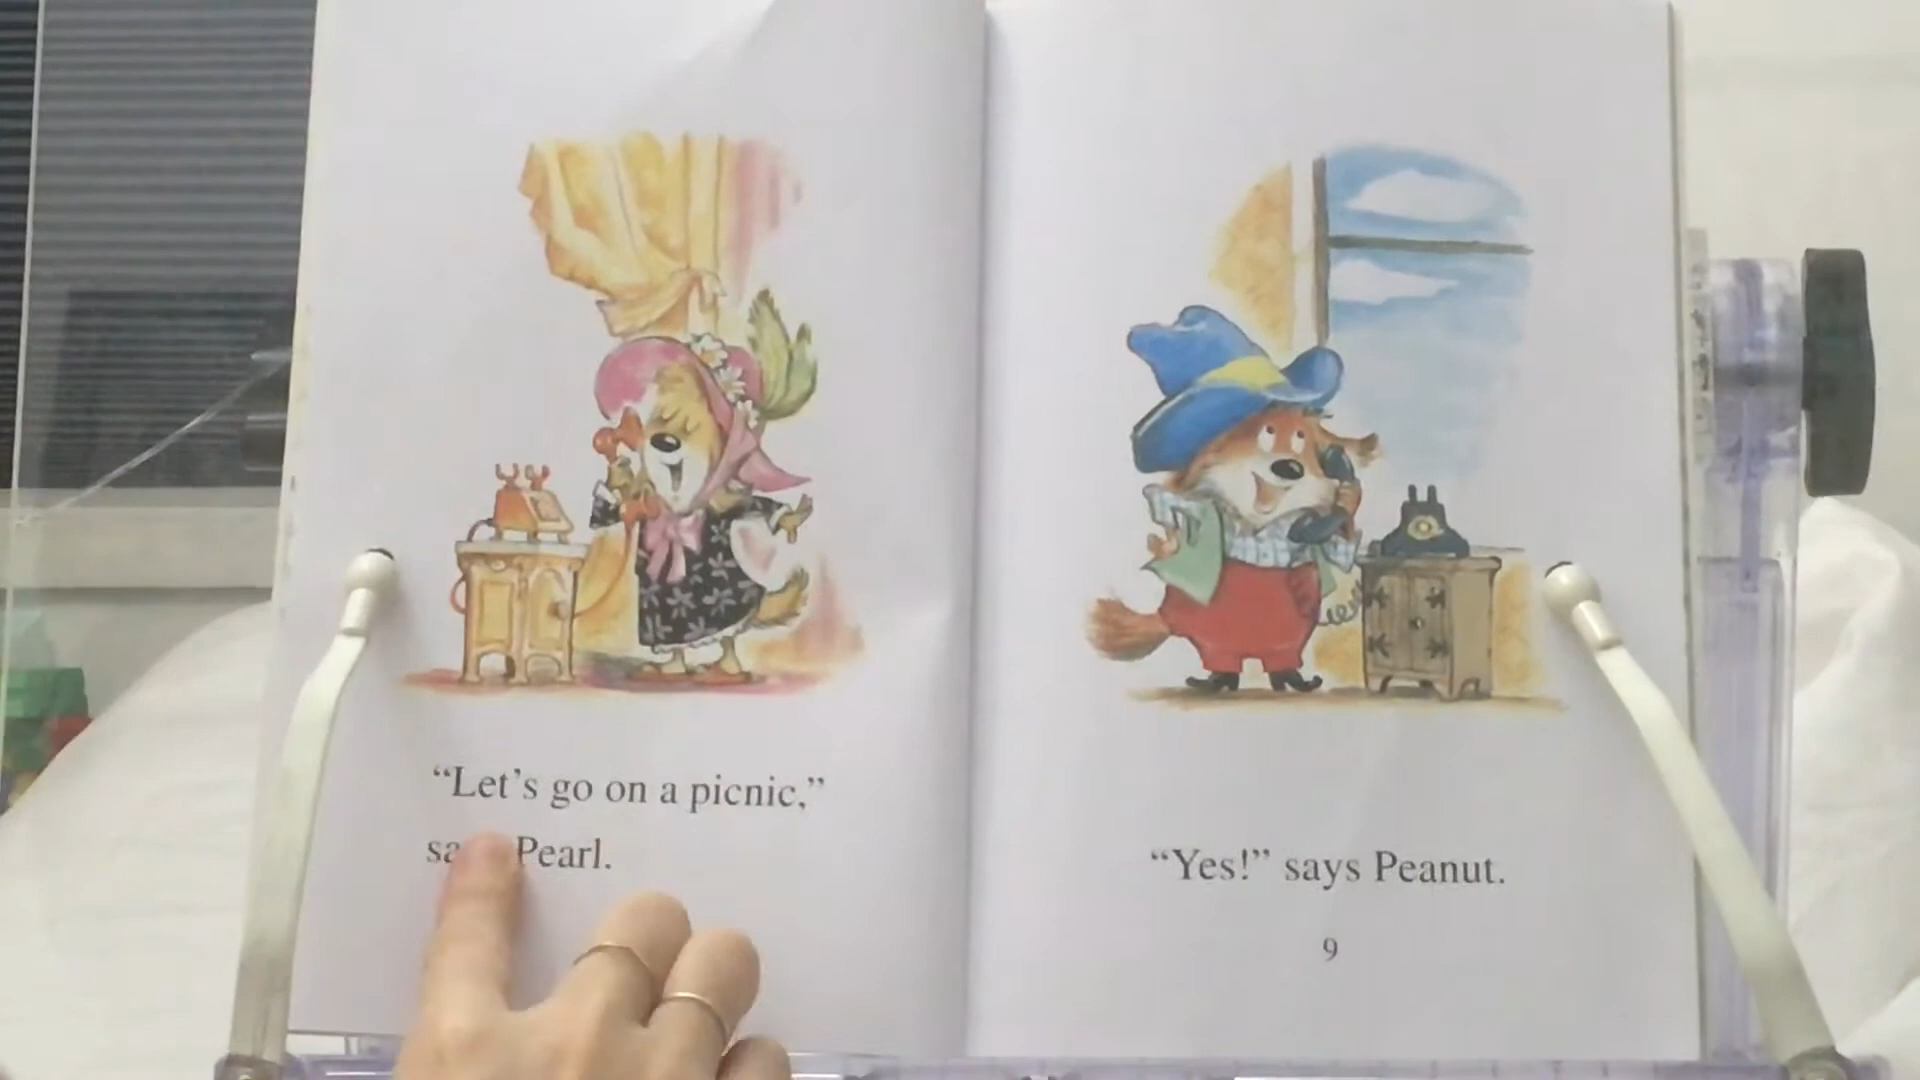 “Let’s go on a picnic,”
Pearl.
“Yes!” says Peanut.
9